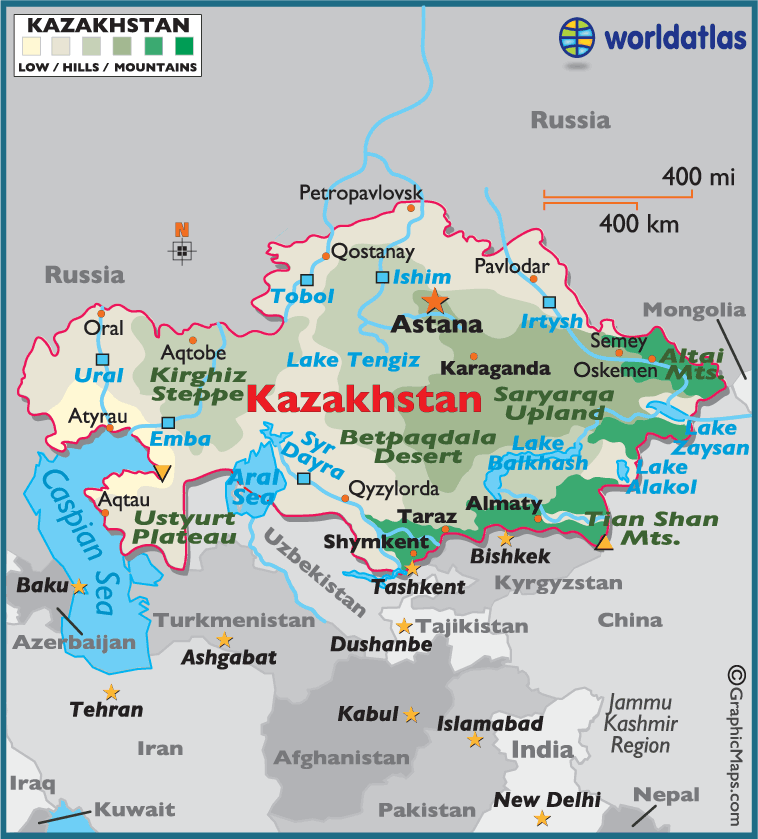 KAZAKHSTAN
LOW / HILLS / MOUNTAINS
worldatlas
Russia
400 mi
400 km
Petropavlovsk
N
Qostanay
Russia
Ishim
Pavlodar
Tobol
Irtysh
Mongolia
Oral
Astana
Semey
Aqtobe
Lake Tengiz
Altai
Mts.
Ural
Kirghiz
Steppe
Karaganda
Oskemen
Kazakhstan
Saryarqa
Upland
Atyrau
Emba
Syr
Dayra
Betpaqdala
Desert
Lake
Balkhash
Lake
Zaysan
Caspian Sea
Aral
Sea
Lake
Alakol
Aqtau
Qyzylorda
Almaty
Ustyurt
Plateau
Taraz
Tian Shan
Mts.
Shymkent
Bishkek
Uzbekistan
Baku
Tashkent
Kyrgyzstan
Turkmenistan
Tajikistan
China
Azerbaijan
Ashgabat
Dushanbe
Tehran
Kabul
Islamabad
Jammu
Kashmir
Region
Iran
Afghanistan
India
Iraq
Kuwait
Pakistan
New Delhi
Nepal
©GraphicMaps.com